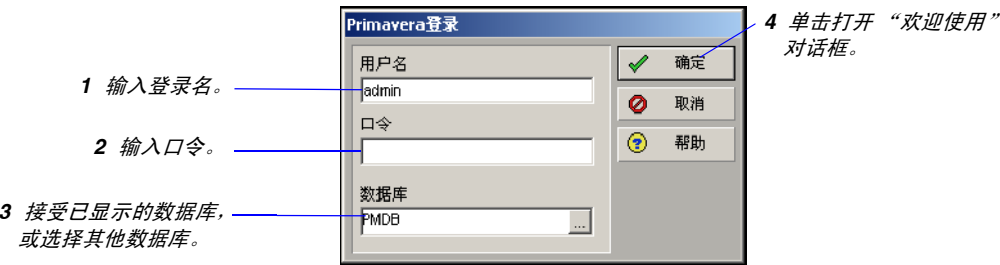 Primavera登录
用户名
admin
口令
数据库
PMDB
...
确定
取消
帮助
1 输入登录名。
2 输入口令。
3 接受已显示的数据库,
或选择其他数据库。
4 单击打开 “欢迎使用”
对话框。